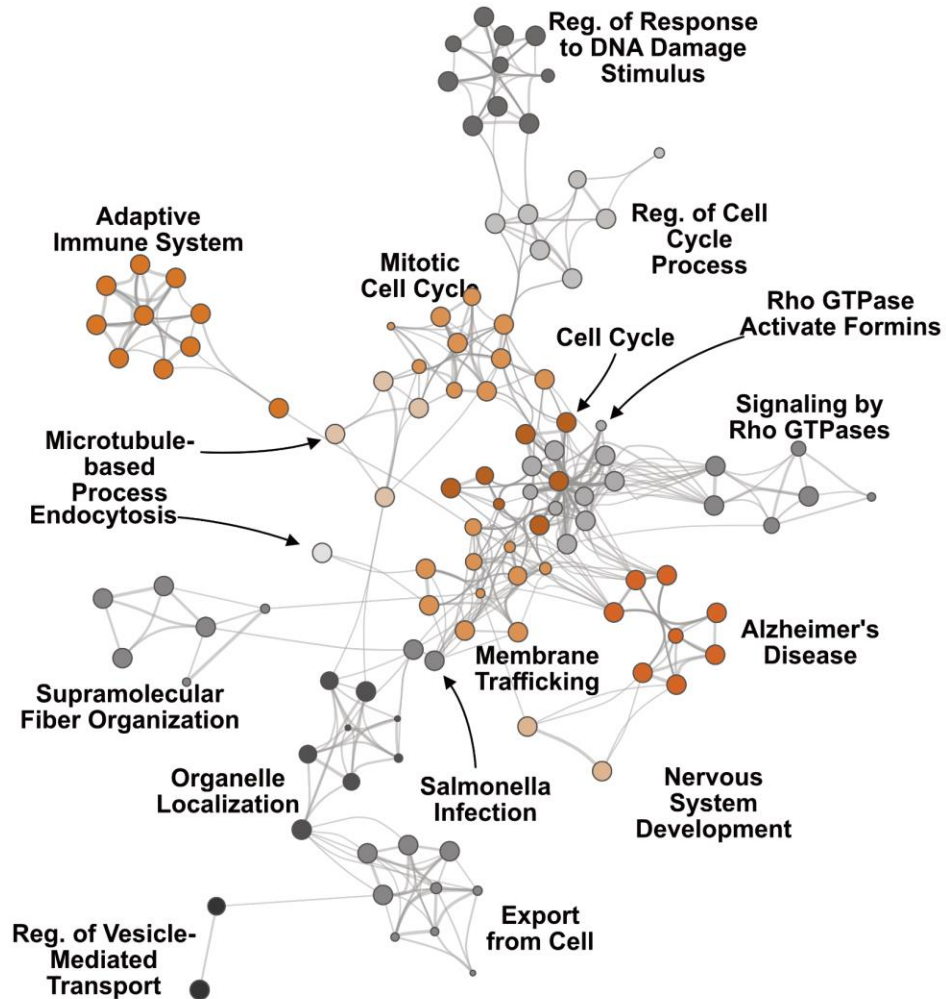 Reg. of Response
to DNA Damage
Stimulus
Adaptive
Immune System
Reg. of Cell
Cycle
Process
Mitotic
Cell Cycle
Rho GTPase
Activate Formins
Cell Cycle
Signaling by
Rho GTPases
Microtubule-
based
Process
Endocytosis
Alzheimer's
Disease
Membrane
Trafficking
Supramolecular
Fiber Organization
Organelle
Localization
Salmonella
Infection
Nervous
System
Development
Export
from Cell
Reg. of Vesicle-
Mediated
Transport